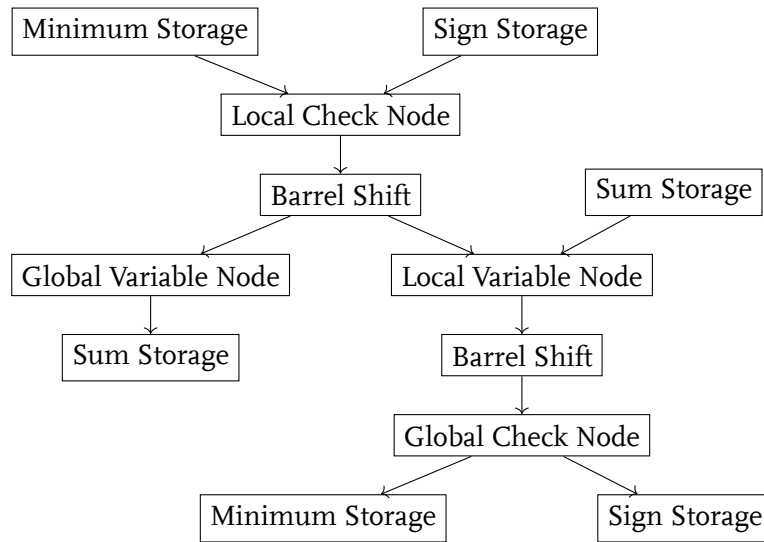 Minimum Storage
Sign Storage
Local Check Node
Barrel Shift
Sum Storage
Global Variable Node
Local Variable Node
Sum Storage
Barrel Shift
Global Check Node
Minimum Storage
Sign Storage